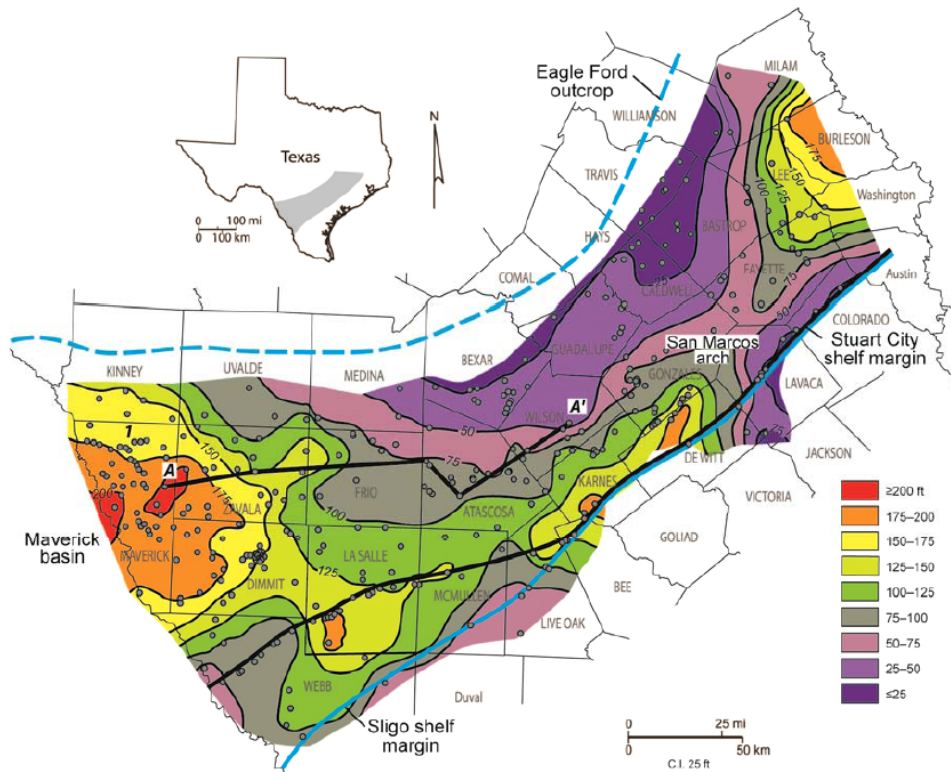 Eagle Ford
outcrop
MILAM
WILLIAMSON
BURLESON
N
Texas
TRAVIS
LEE
175
150
125
100
Washington
0 100 mi
0 100 km
BASTROP
HAYS
FAYETTE
75
Austin
COMAL
25
CALDWELL
50
COLORADO
San Marcos
arch
Stuart City
shelf margin
GUADALUPE
BEXAR
KINNEY
UVALDE
MEDINA
GONZALES
LAVACA
A'
WILSON
50
1
150
75
25
JACKSON
A
175
200
ZAVALA
FRIO
100
ATASCOSA
KARNES
DE WITT
VICTORIA
Maverick
basin
MAVERICK
GOLIAD
DIMMIT
LA SALLE
125
MCMULLEN
BEE
LIVE OAK
WEBB
Duval
Sligo shelf
margin
≥200 ft
175–200
150–175
125–150
100–125
75–100
50–75
25–50
≤25
0 25 mi
0 50 km
C.I. 25 ft